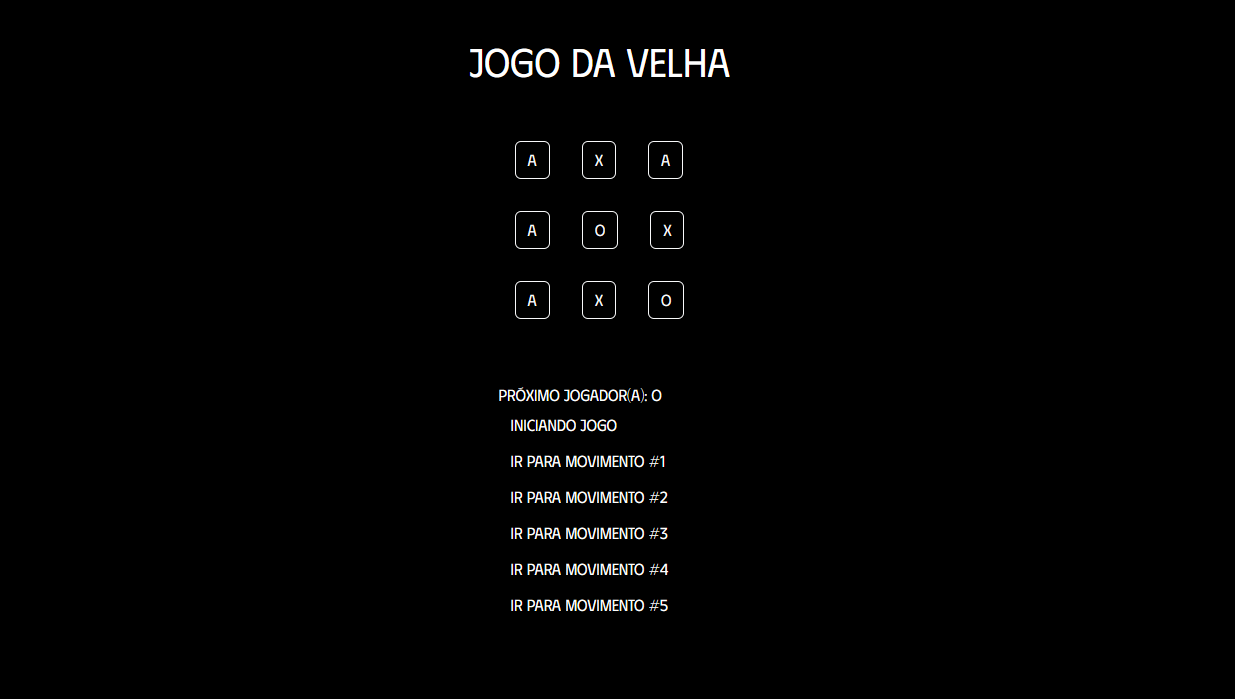 JOGO DA VELHA
A X A
A O X
A X O
PRÓXIMO JOGADOR(A): O
INICIANDO JOGO
IR PARA MOVIMENTO #1
IR PARA MOVIMENTO #2
IR PARA MOVIMENTO #3
IR PARA MOVIMENTO #4
IR PARA MOVIMENTO #5